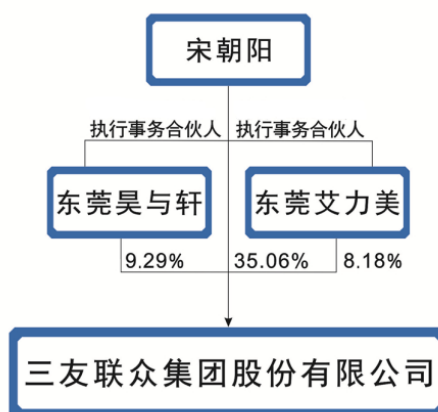 宋朝阳
执行事务合伙人 执行事务合伙人
东莞昊与轩 东莞艾力美
9.29% 35.06% 8.18%
三友联众集团股份有限公司